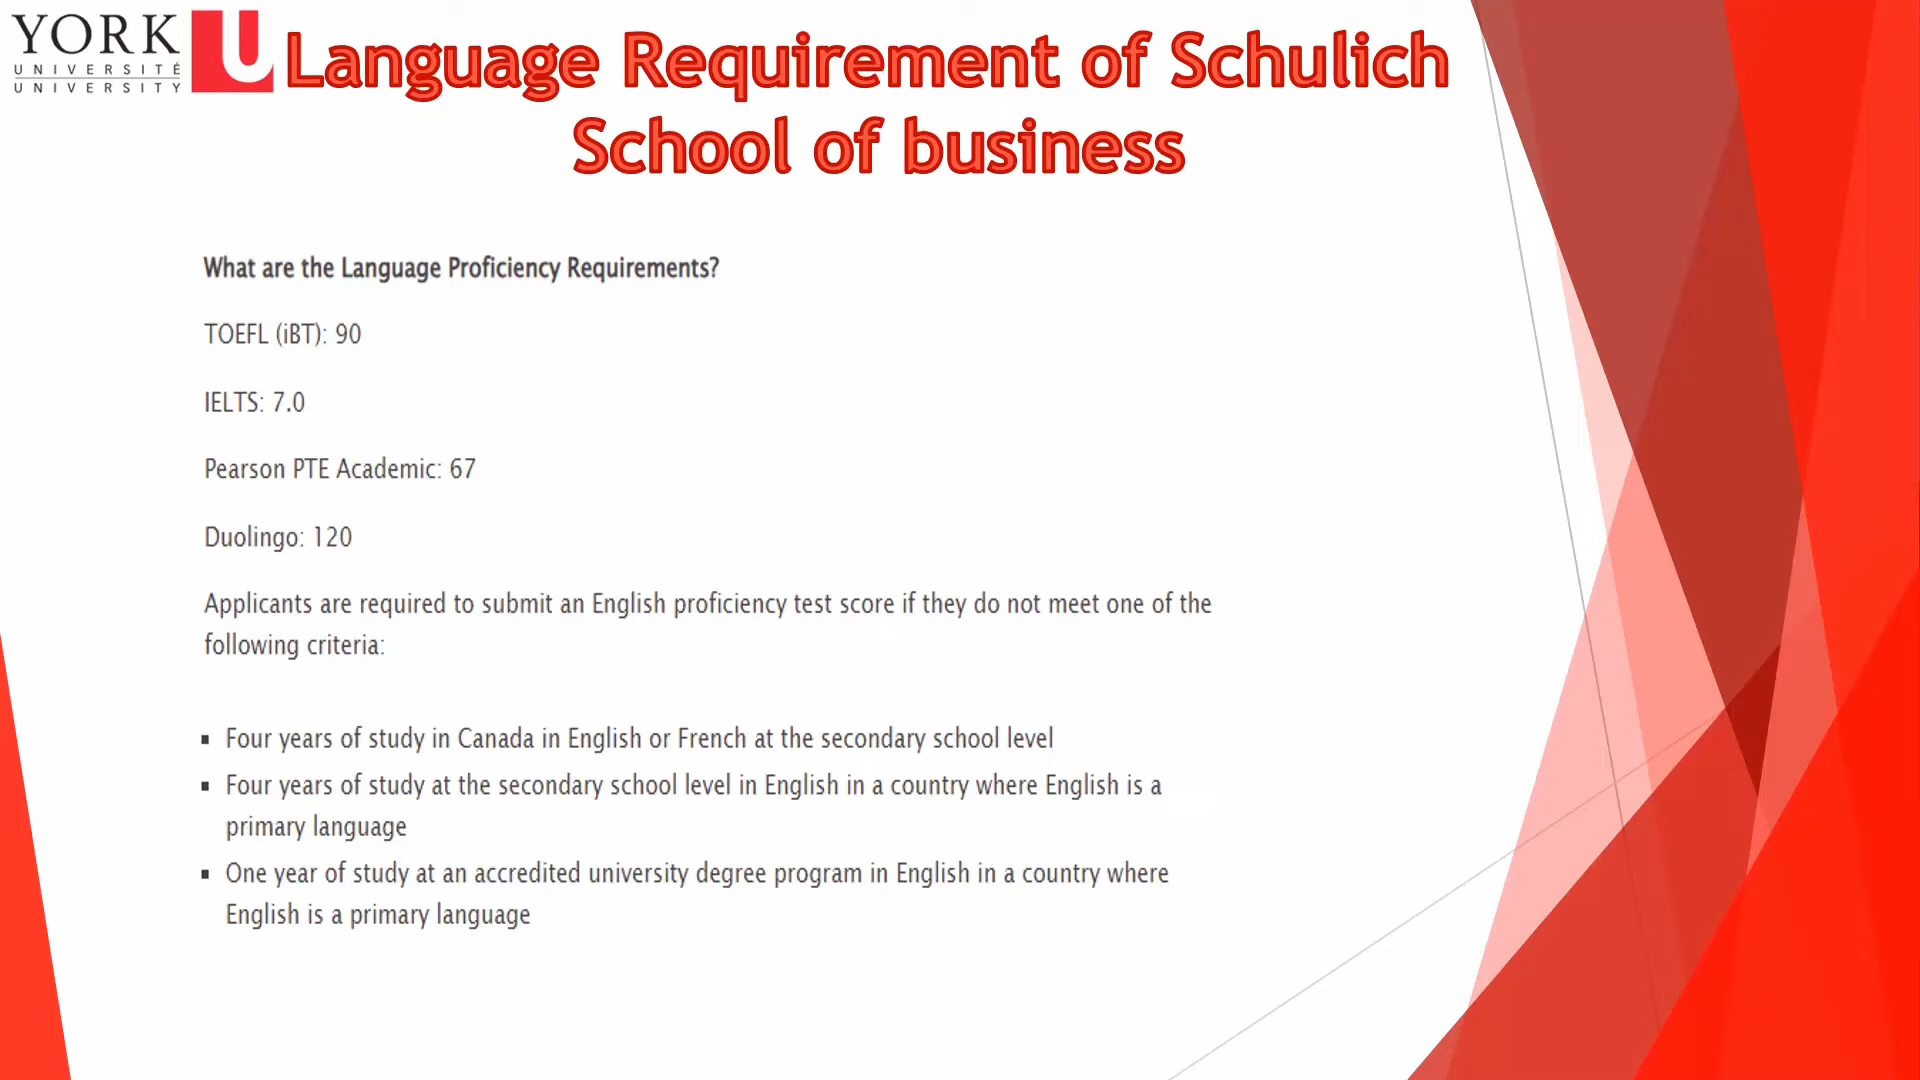 YORK U
UNIVERSITÉ
UNIVERSITY
Language Requirement of Schulich
School of business
What are the Language Proficiency Requirements?
TOEFL (iBT): 90
IELTS: 7.0
Pearson PTE Academic: 67
Duolingo: 120
Applicants are required to submit an English proficiency test score if they do not meet one of the
following criteria:
▪ Four years of study in Canada in English or French at the secondary school level
▪ Four years of study at the secondary school level in English in a country where English is a
primary language
▪ One year of study at an accredited university degree program in English in a country where
English is a primary language